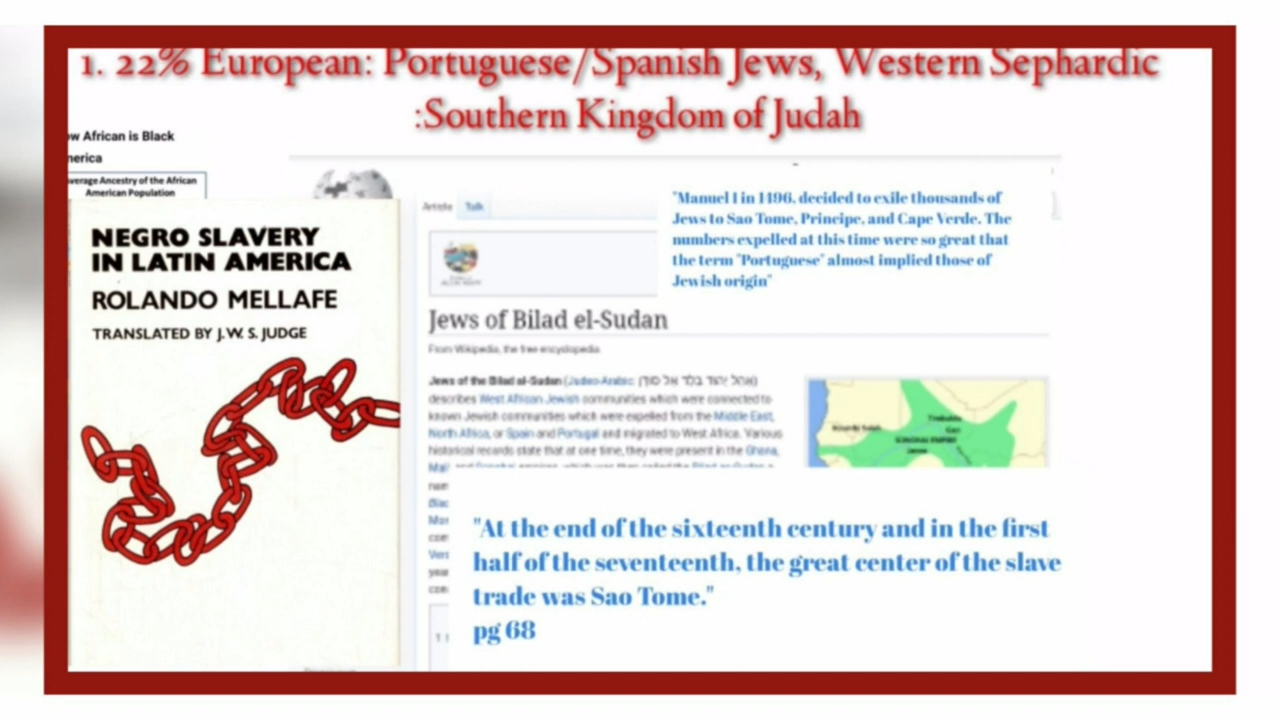 1. 22% European: Portuguese/Spanish Jews, Western Sephardic
:Southern Kingdom of Judah
African is Black
Average Estimate Ancestry of the African
American Population
NEGRO SLAVERY
IN LATIN AMERICA
ROLANDO MELLAFE
TRANSLATED BY J. W. S. JUDGE
Article Talk
"Manuel I in 1496, decided to exile thousands of
Jews to Sao Tome, Principe, and Cape Verde. The
numbers expelled at this time were so great that
the term "Portuguese" almost implied those of
Jewish origin"
Jews of Bilad el-Sudan
From Wikipedia, the free encyclopedia
Jews of the Bilad al-Sudan (Judeo-Arabic:
describes West African Jewish communities which were connected to
known Jewish communities which were expelled from the Middle East,
North Africa, or Spain and Portugal and migrated to West Africa. Various
historical records state that at one time, they were present in the Ghana,
Timbuktu
Gao
SONGHAI EMPIRE
Jenne
"At the end of the sixteenth century and in the first
half of the seventeenth, the great center of the slave
trade was Sao Tome."
pg 68